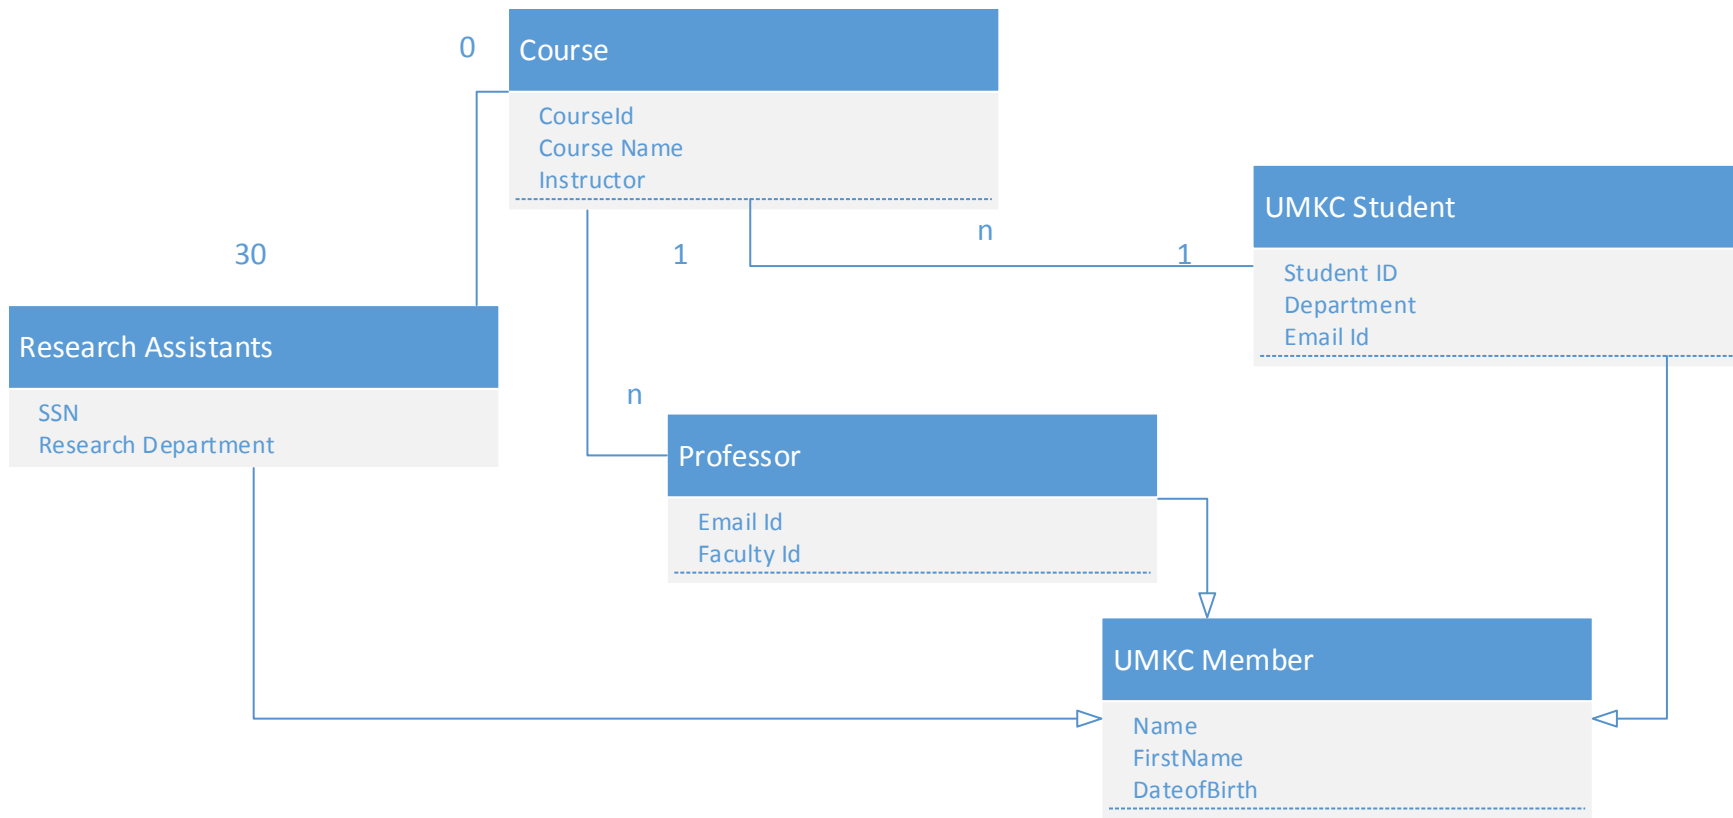 0
Course
CourseId
Course Name
Instructor
UMKC Student
Student ID
Department
Email Id
n
1
1
30
Research Assistants
SSN
Research Department
n
Professor
Email Id
Faculty Id
UMKC Member
Name
FirstName
DateofBirth